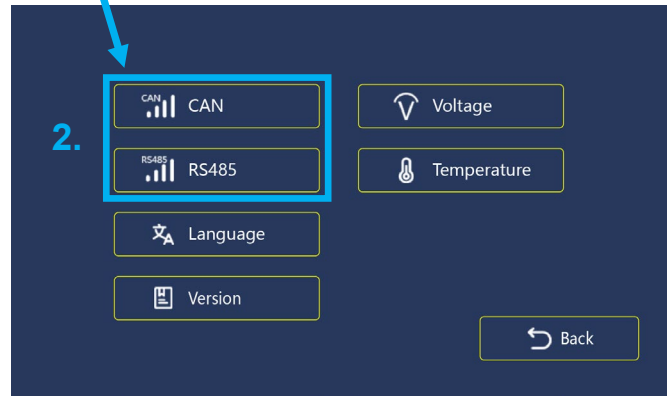 2.
CAN CAN
RS485 RS485
Language
Version
Voltage
Temperature
Back